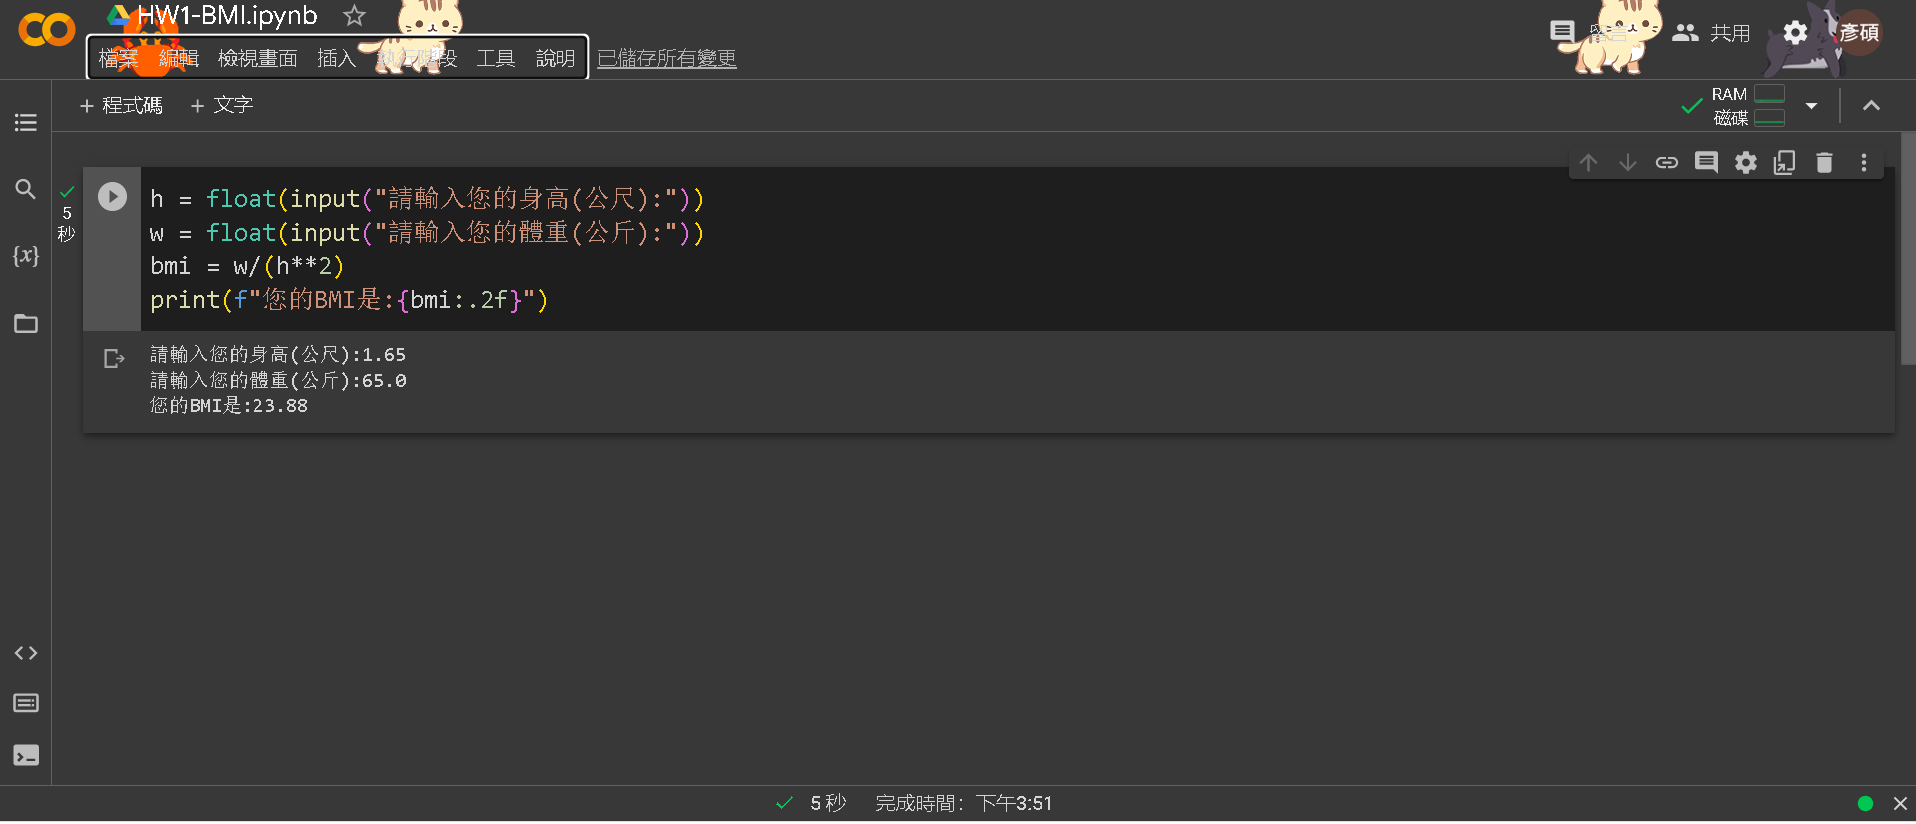 HW1-BMI.ipynb
檔案 編輯 檢視畫面 插入 執行階段 工具 說明 已儲存所有變更
留言 共用 彥碩
+ 程式碼 + 文字
RAM
磁碟
5
秒
{x}
h = float(input("請輸入您的身高(公尺):"))
w = float(input("請輸入您的體重(公斤):"))
bmi = w/(h**2)
print(f"您的BMI是:{bmi:.2f}")
請輸入您的身高(公尺):1.65
請輸入您的體重(公斤):65.0
您的BMI是:23.88
5 秒 完成時間：下午3:51